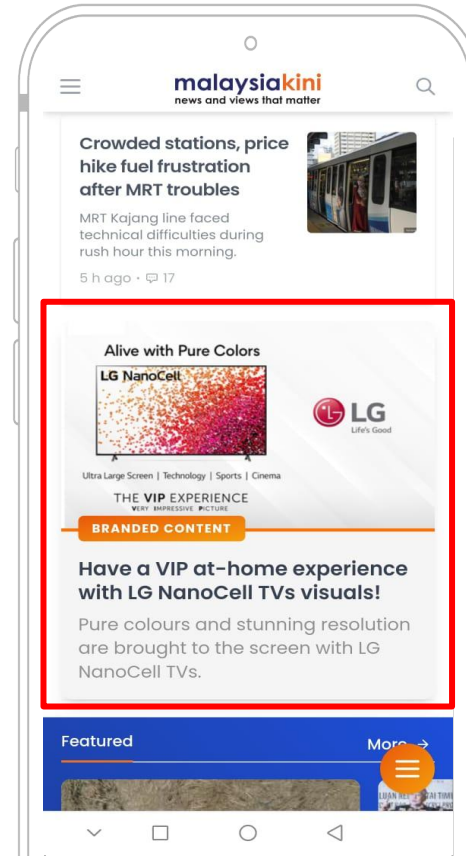 malaysiakini
news and views that matter
Crowded stations, price
hike fuel frustration
after MRT troubles
MRT Kajang line faced
technical difficulties during
rush hour this morning.
5 h ago • 17
Alive with Pure Colors
LG NanoCell
LG
Life's Good
Ultra Large Screen | Technology | Sports | Cinema
THE VIP EXPERIENCE
VERY IMPRESSIVE PICTURE
BRANDED CONTENT
Have a VIP at-home experience
with LG NanoCell TVs visuals!
Pure colours and stunning resolution
are brought to the screen with LG
NanoCell TVs.
Featured
More →